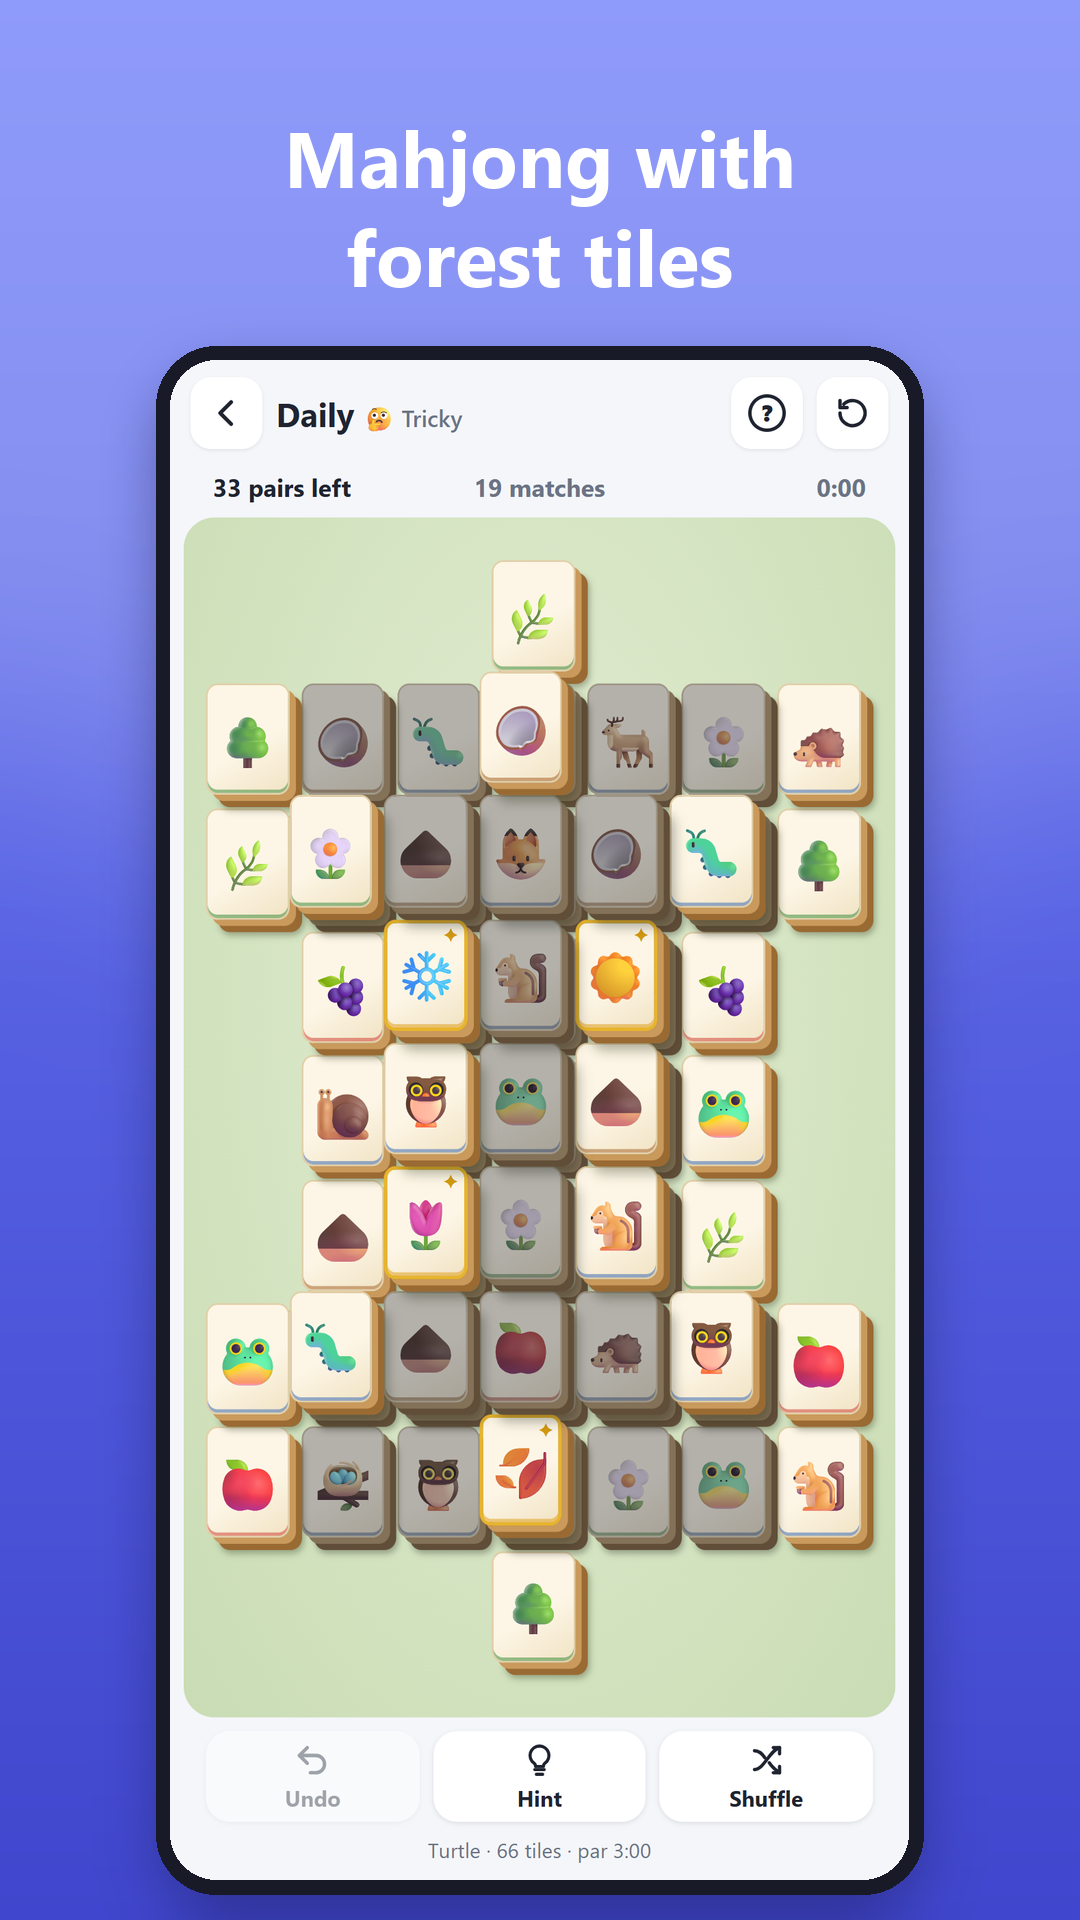 Mahjong with
forest tiles
Daily 🤔 Tricky
33 pairs left
19 matches
0:00
Undo
Hint
Shuffle
Turtle · 66 tiles · par 3:00